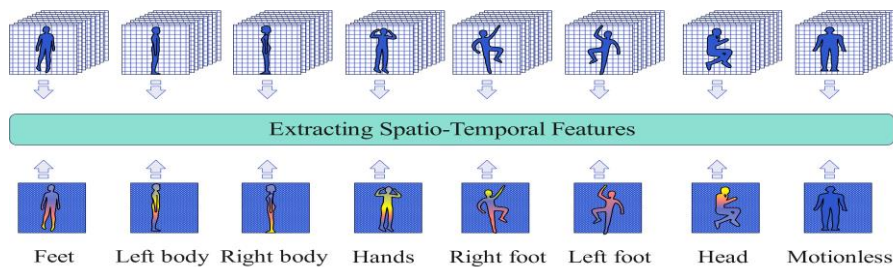 Extracting Spatio-Temporal Features
Feet Left body Right body Hands Right foot Left foot Head Motionless